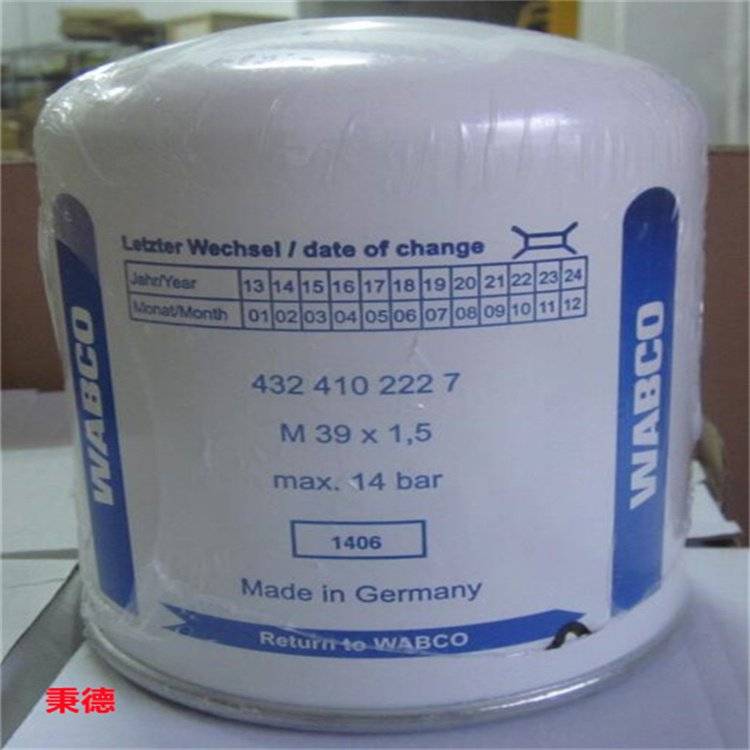 Letzter Wechsel / date of change
Jahr/Year 13 14 15 16 17 18 19 20 21 22 23 24
Monat/Month 01 02 03 04 05 06 07 08 09 10 11 12
WABCO
432 410 222 7
M 39 x 1,5
max. 14 bar
1406
Made in Germany
WABCO
Return to WABCO
秉德